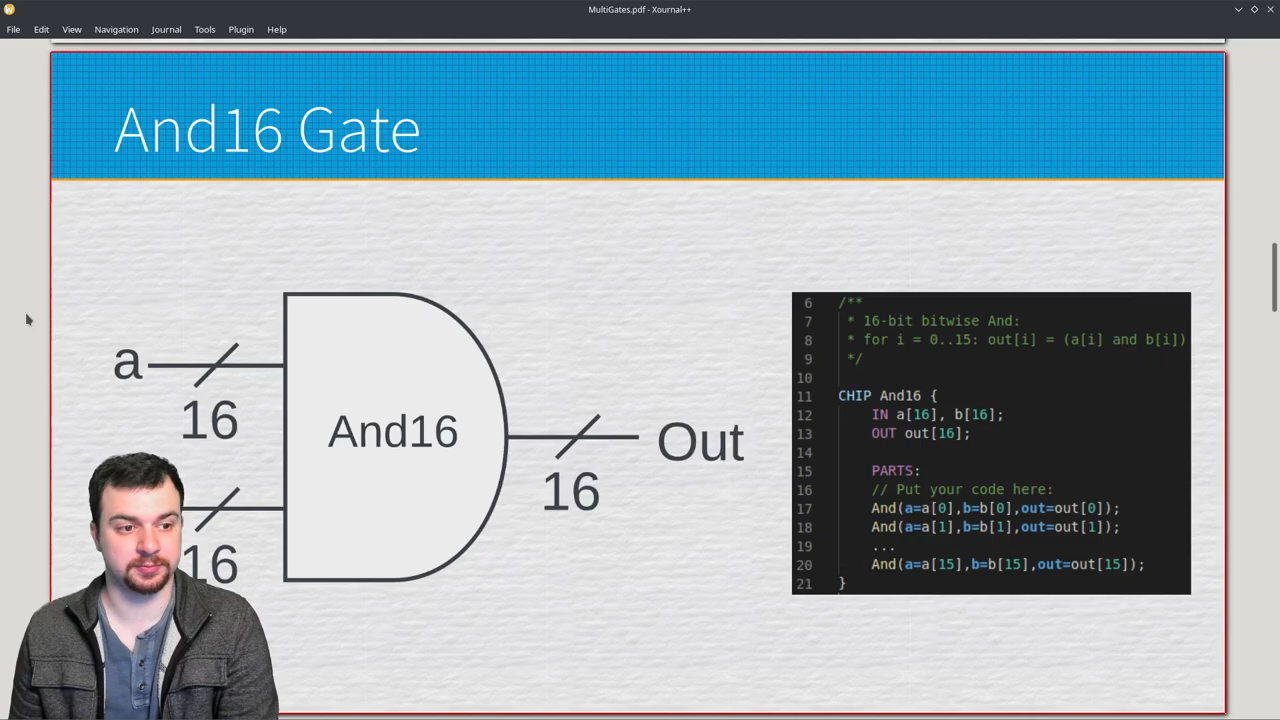 MultiGates.pdf - Xournal++
File Edit View Navigation Journal Tools Plugin Help
And16 Gate
a
16
And16
16
Out
16
6 /**
7 * 16-bit bitwise And:
8 * for i = 0..15: out[i] = (a[i] and b[i])
9 */
10
11 CHIP And16 {
12 IN a[16], b[16];
13 OUT out[16];
14
15 PARTS:
16 // Put your code here:
17 And(a=a[0],b=b[0],out=out[0]);
18 And(a=a[1],b=b[1],out=out[1]);
19 ...
20 And(a=a[15],b=b[15],out=out[15]);
21 }